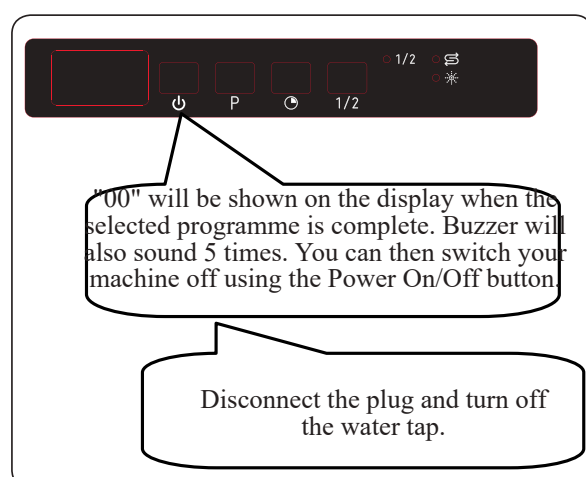 1/2
P
1/2
"00" will be shown on the display when the
selected programme is complete. Buzzer will
also sound 5 times. You can then switch your
machine off using the Power On/Off button.
Disconnect the plug and turn off
the water tap.